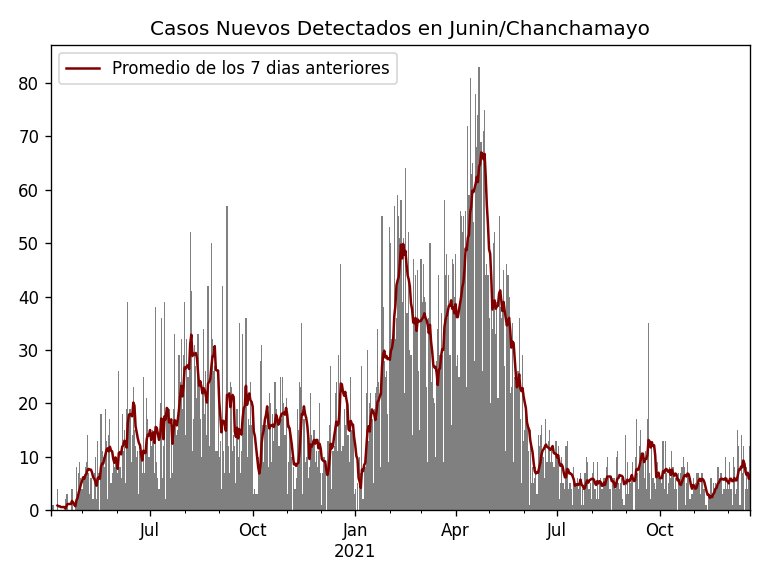 Casos Nuevos Detectados en Junin/Chanchamayo
Promedio de los 7 dias anteriores
80
70
60
50
40
30
20
10
0
Jul
Oct
Jan
2021
Apr
Jul
Oct